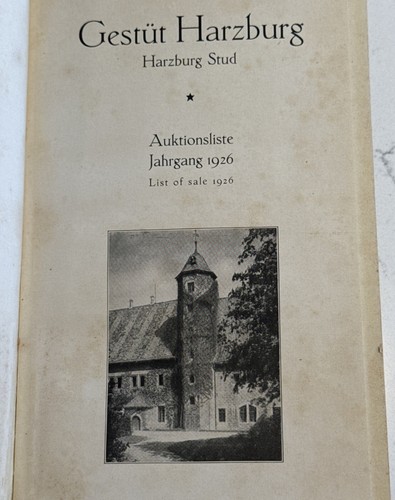 Gestüt Harzburg
Harzburg Stud
Auktionsliste
Jahrgang 1926
List of sale 1926